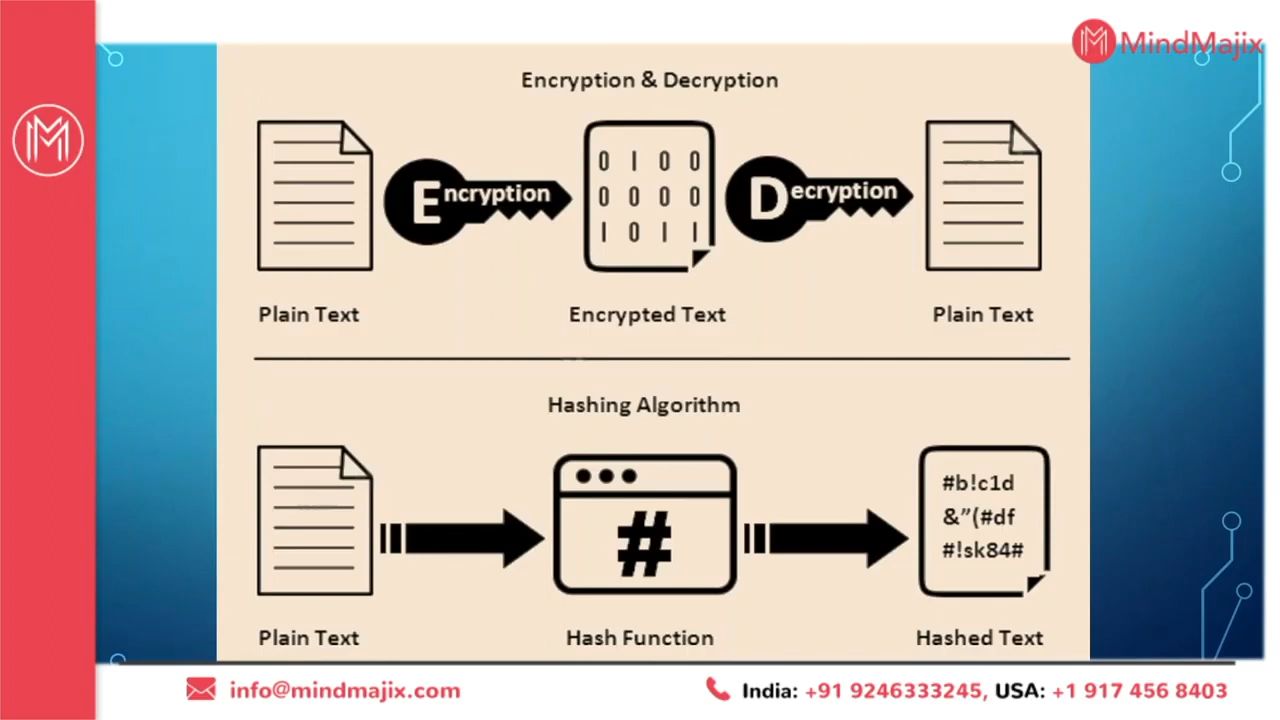 MindMajix
Encryption & Decryption
Encryption
0 1 0 0
0 0 0 0
1 0 1 1
Decryption
Plain Text
Encrypted Text
Plain Text
Hashing Algorithm
#
#b!c1d
&"(#df
#!sk84#
Plain Text
Hash Function
Hashed Text
info@mindmajix.com
India: +91 9246333245, USA: +1 917 456 8403